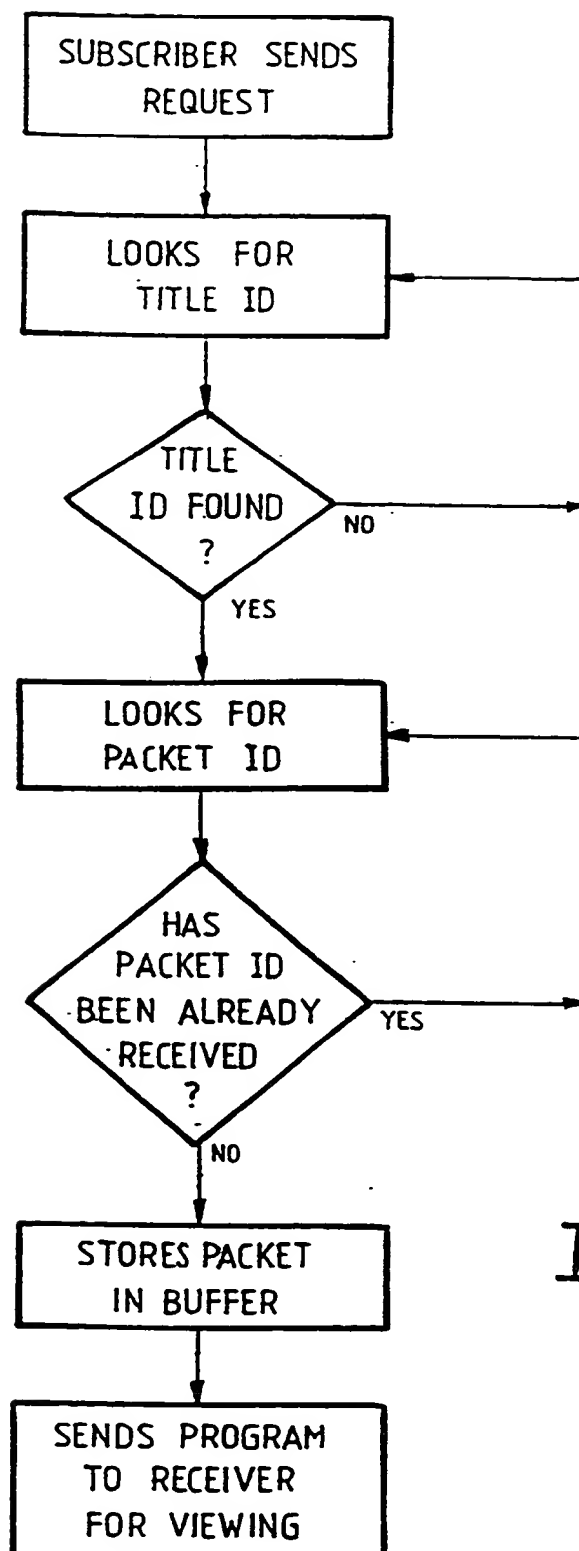 SUBSCRIBER SENDS
REQUEST
LOOKS FOR
TITLE ID
TITLE
ID FOUND
?
NO
YES
LOOKS FOR
PACKET ID
HAS
PACKET ID
BEEN ALREADY
RECEIVED
?
YES
NO
STORES PACKET
IN BUFFER
SENDS PROGRAM
TO RECEIVER
FOR VIEWING